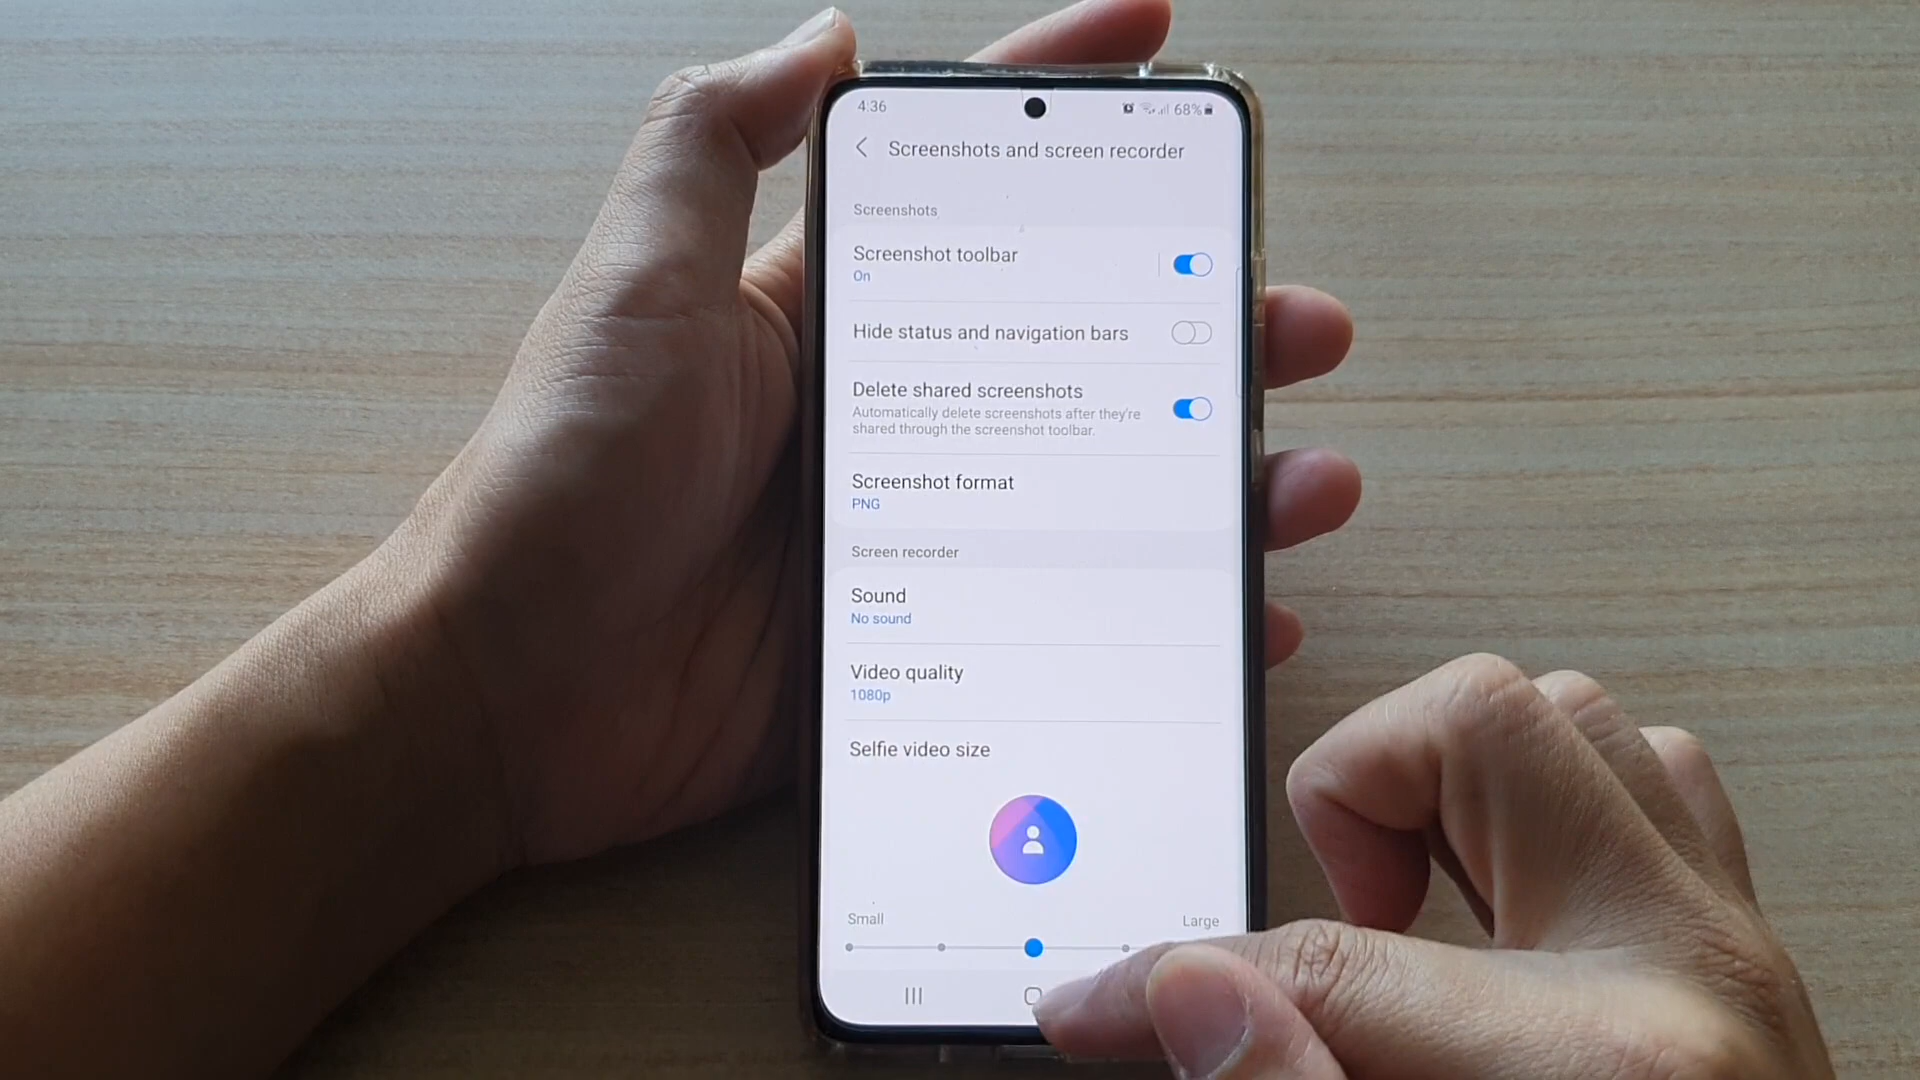 4:36
68%
Screenshots and screen recorder
Screenshots
Screenshot toolbar
On
Hide status and navigation bars
Delete shared screenshots
Automatically delete screenshots after they're
shared through the screenshot toolbar.
Screenshot format
PNG
Screen recorder
Sound
No sound
Video quality
1080p
Selfie video size
Small
Large